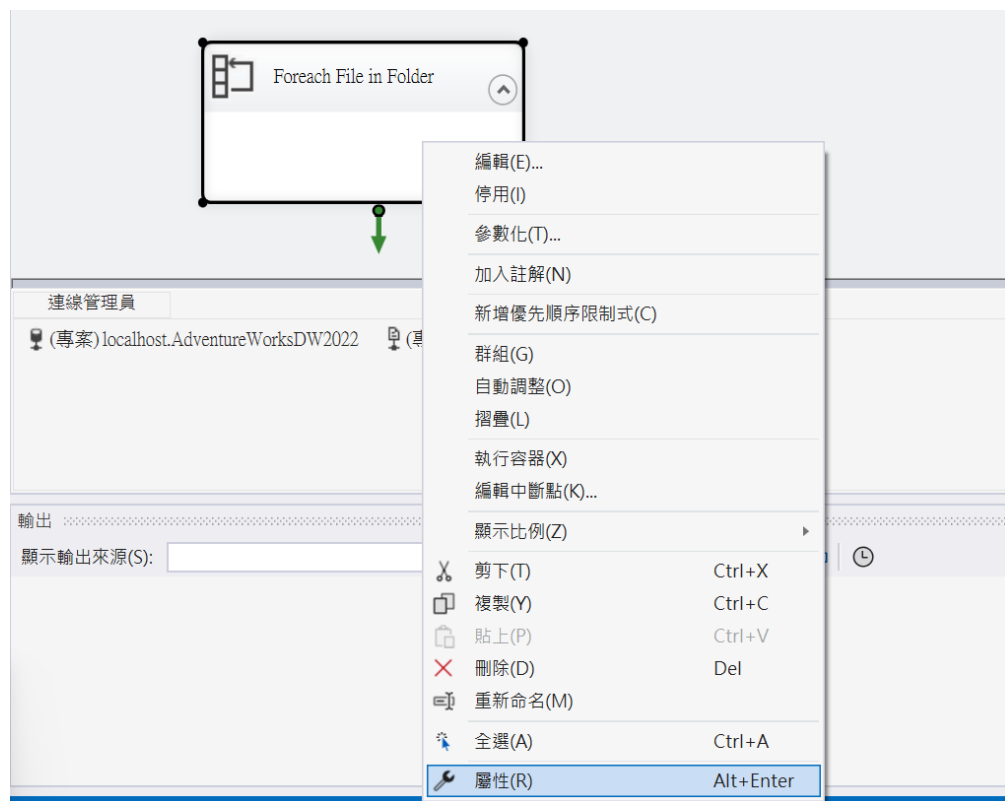 Foreach File in Folder
編輯(E)...
停用(I)
參數化(T)...
加入註解(N)
新增優先順序限制式(C)
群組(G)
自動調整(O)
摺疊(L)
執行容器(X)
編輯中斷點(K)...
顯示比例(Z)
剪下(T) Ctrl+X
複製(Y) Ctrl+C
貼上(P) Ctrl+V
刪除(D) Del
重新命名(M)
全選(A) Ctrl+A
屬性(R) Alt+Enter
連線管理員
(專案) localhost.AdventureWorksDW2022
輸出
顯示輸出來源(S):